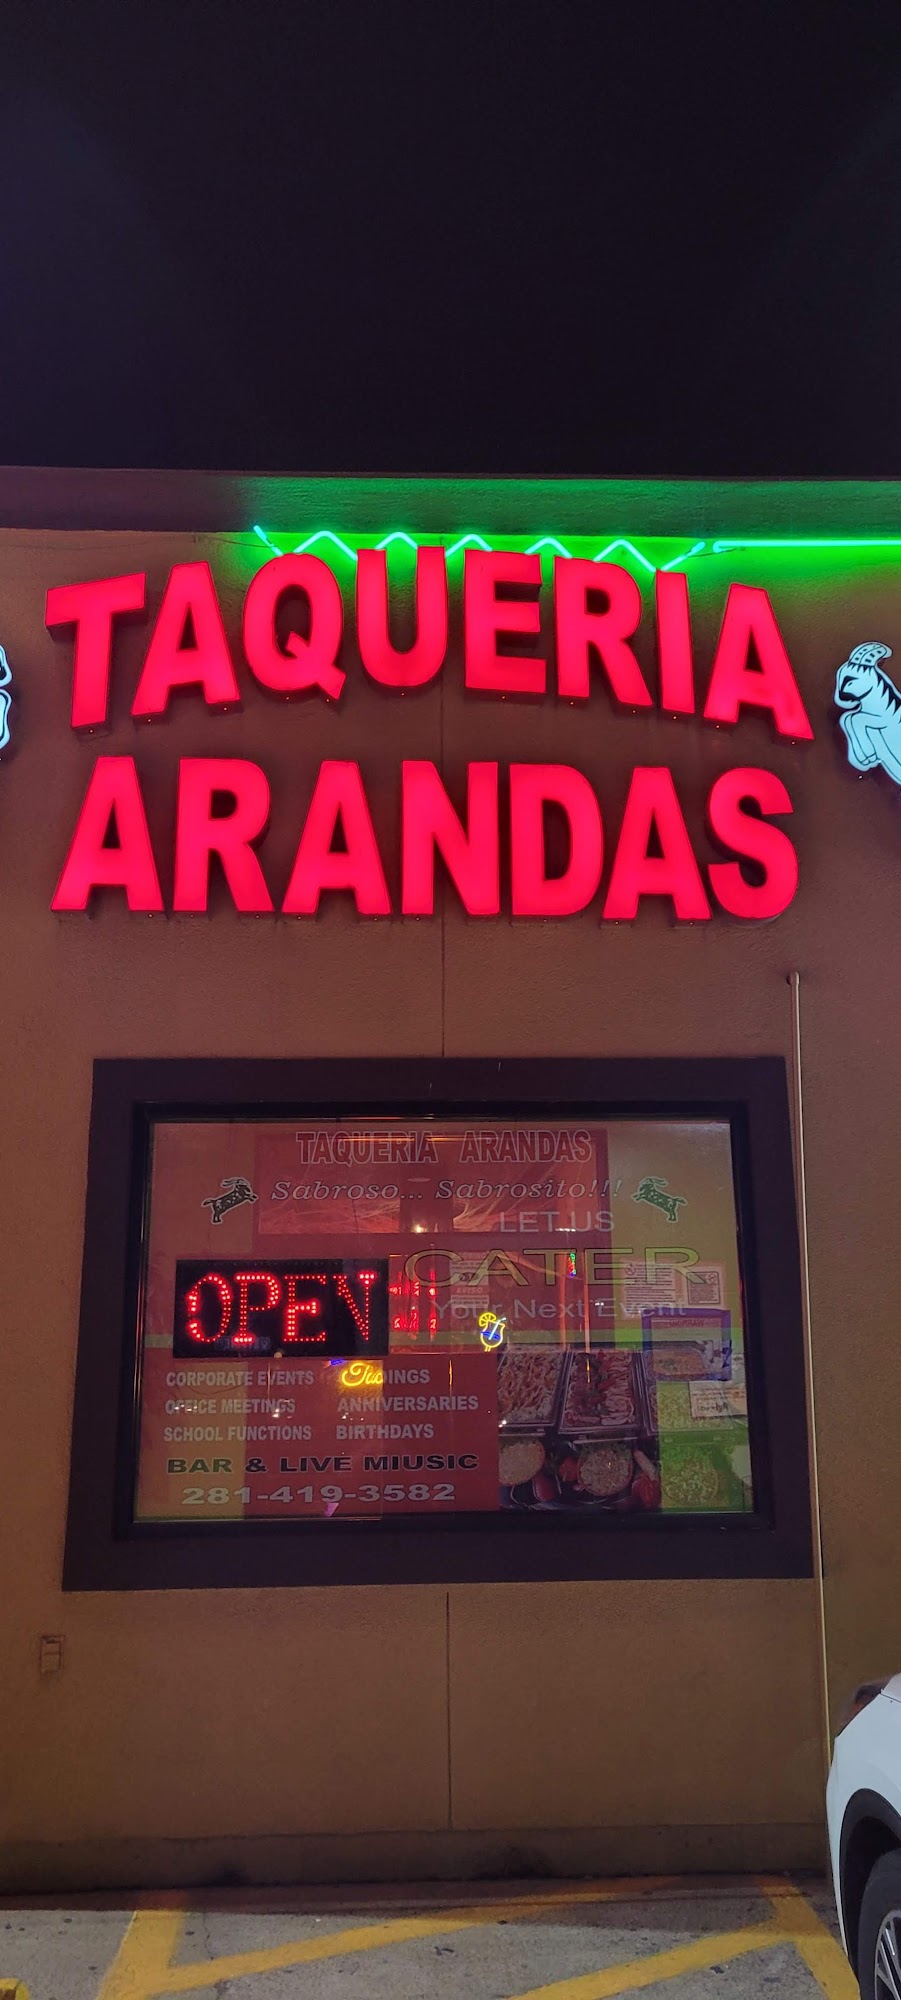 TAQUERIA
ARANDAS
TAQUERIA ARANDAS
Sabroso... Sabrosito!!!
LET US
CATER
Your Next Event
OPEN
CORPORATE EVENTS
OFFICE MEETINGS ANNIVERSARIES
SCHOOL FUNCTIONS BIRTHDAYS
BAR & LIVE MIUSIC
281-419-3582